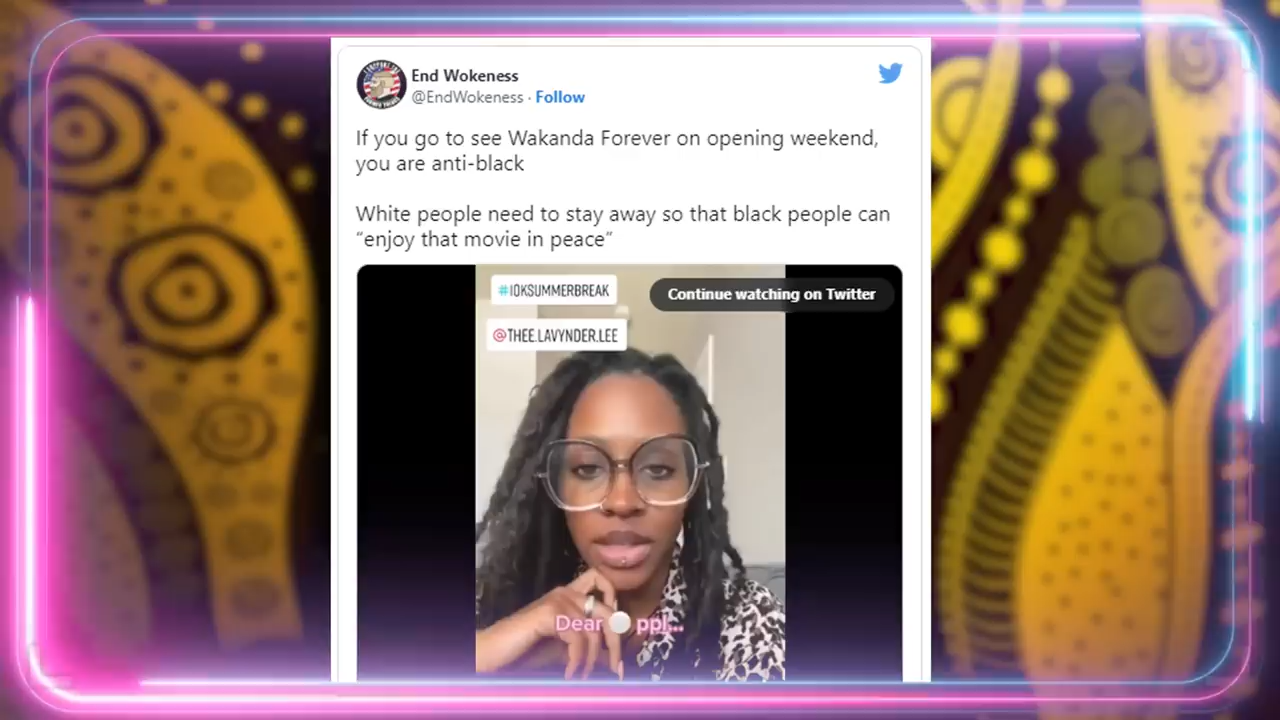 End Wokeness
@EndWokeness · Follow
If you go to see Wakanda Forever on opening weekend,
you are anti-black
White people need to stay away so that black people can
“enjoy that movie in peace”
#10KSUMMERBREAK
Continue watching on Twitter
@THEE.LAVYNDER.LEE
Dear ⚪ ppl...